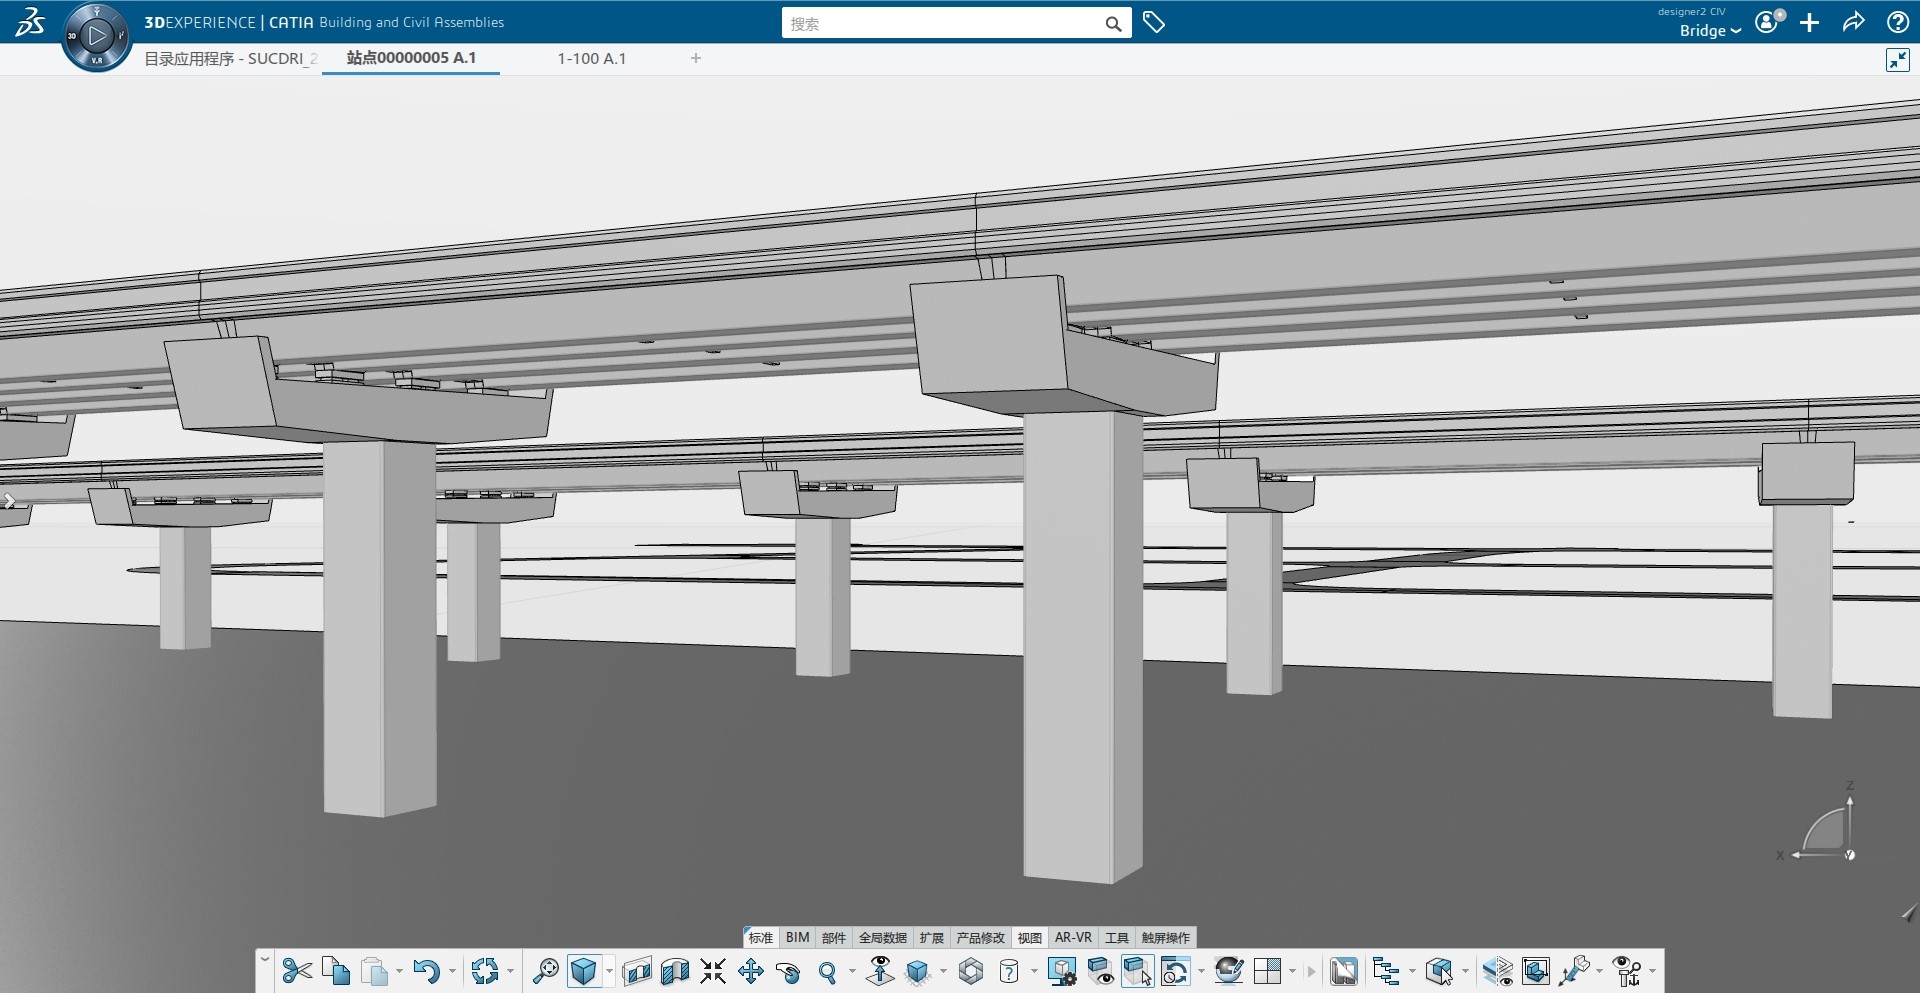 3DEXPERIENCE | CATIA Building and Civil Assemblies
搜索
designer2 CIV
Bridge
3D
V.R
目录应用程序 - SUCDRI_2
站点00000005 A.1
1-100 A.1
Z
X
Y
标准 BIM 部件 全局数据 扩展 产品修改 视图 AR-VR 工具 触屏操作